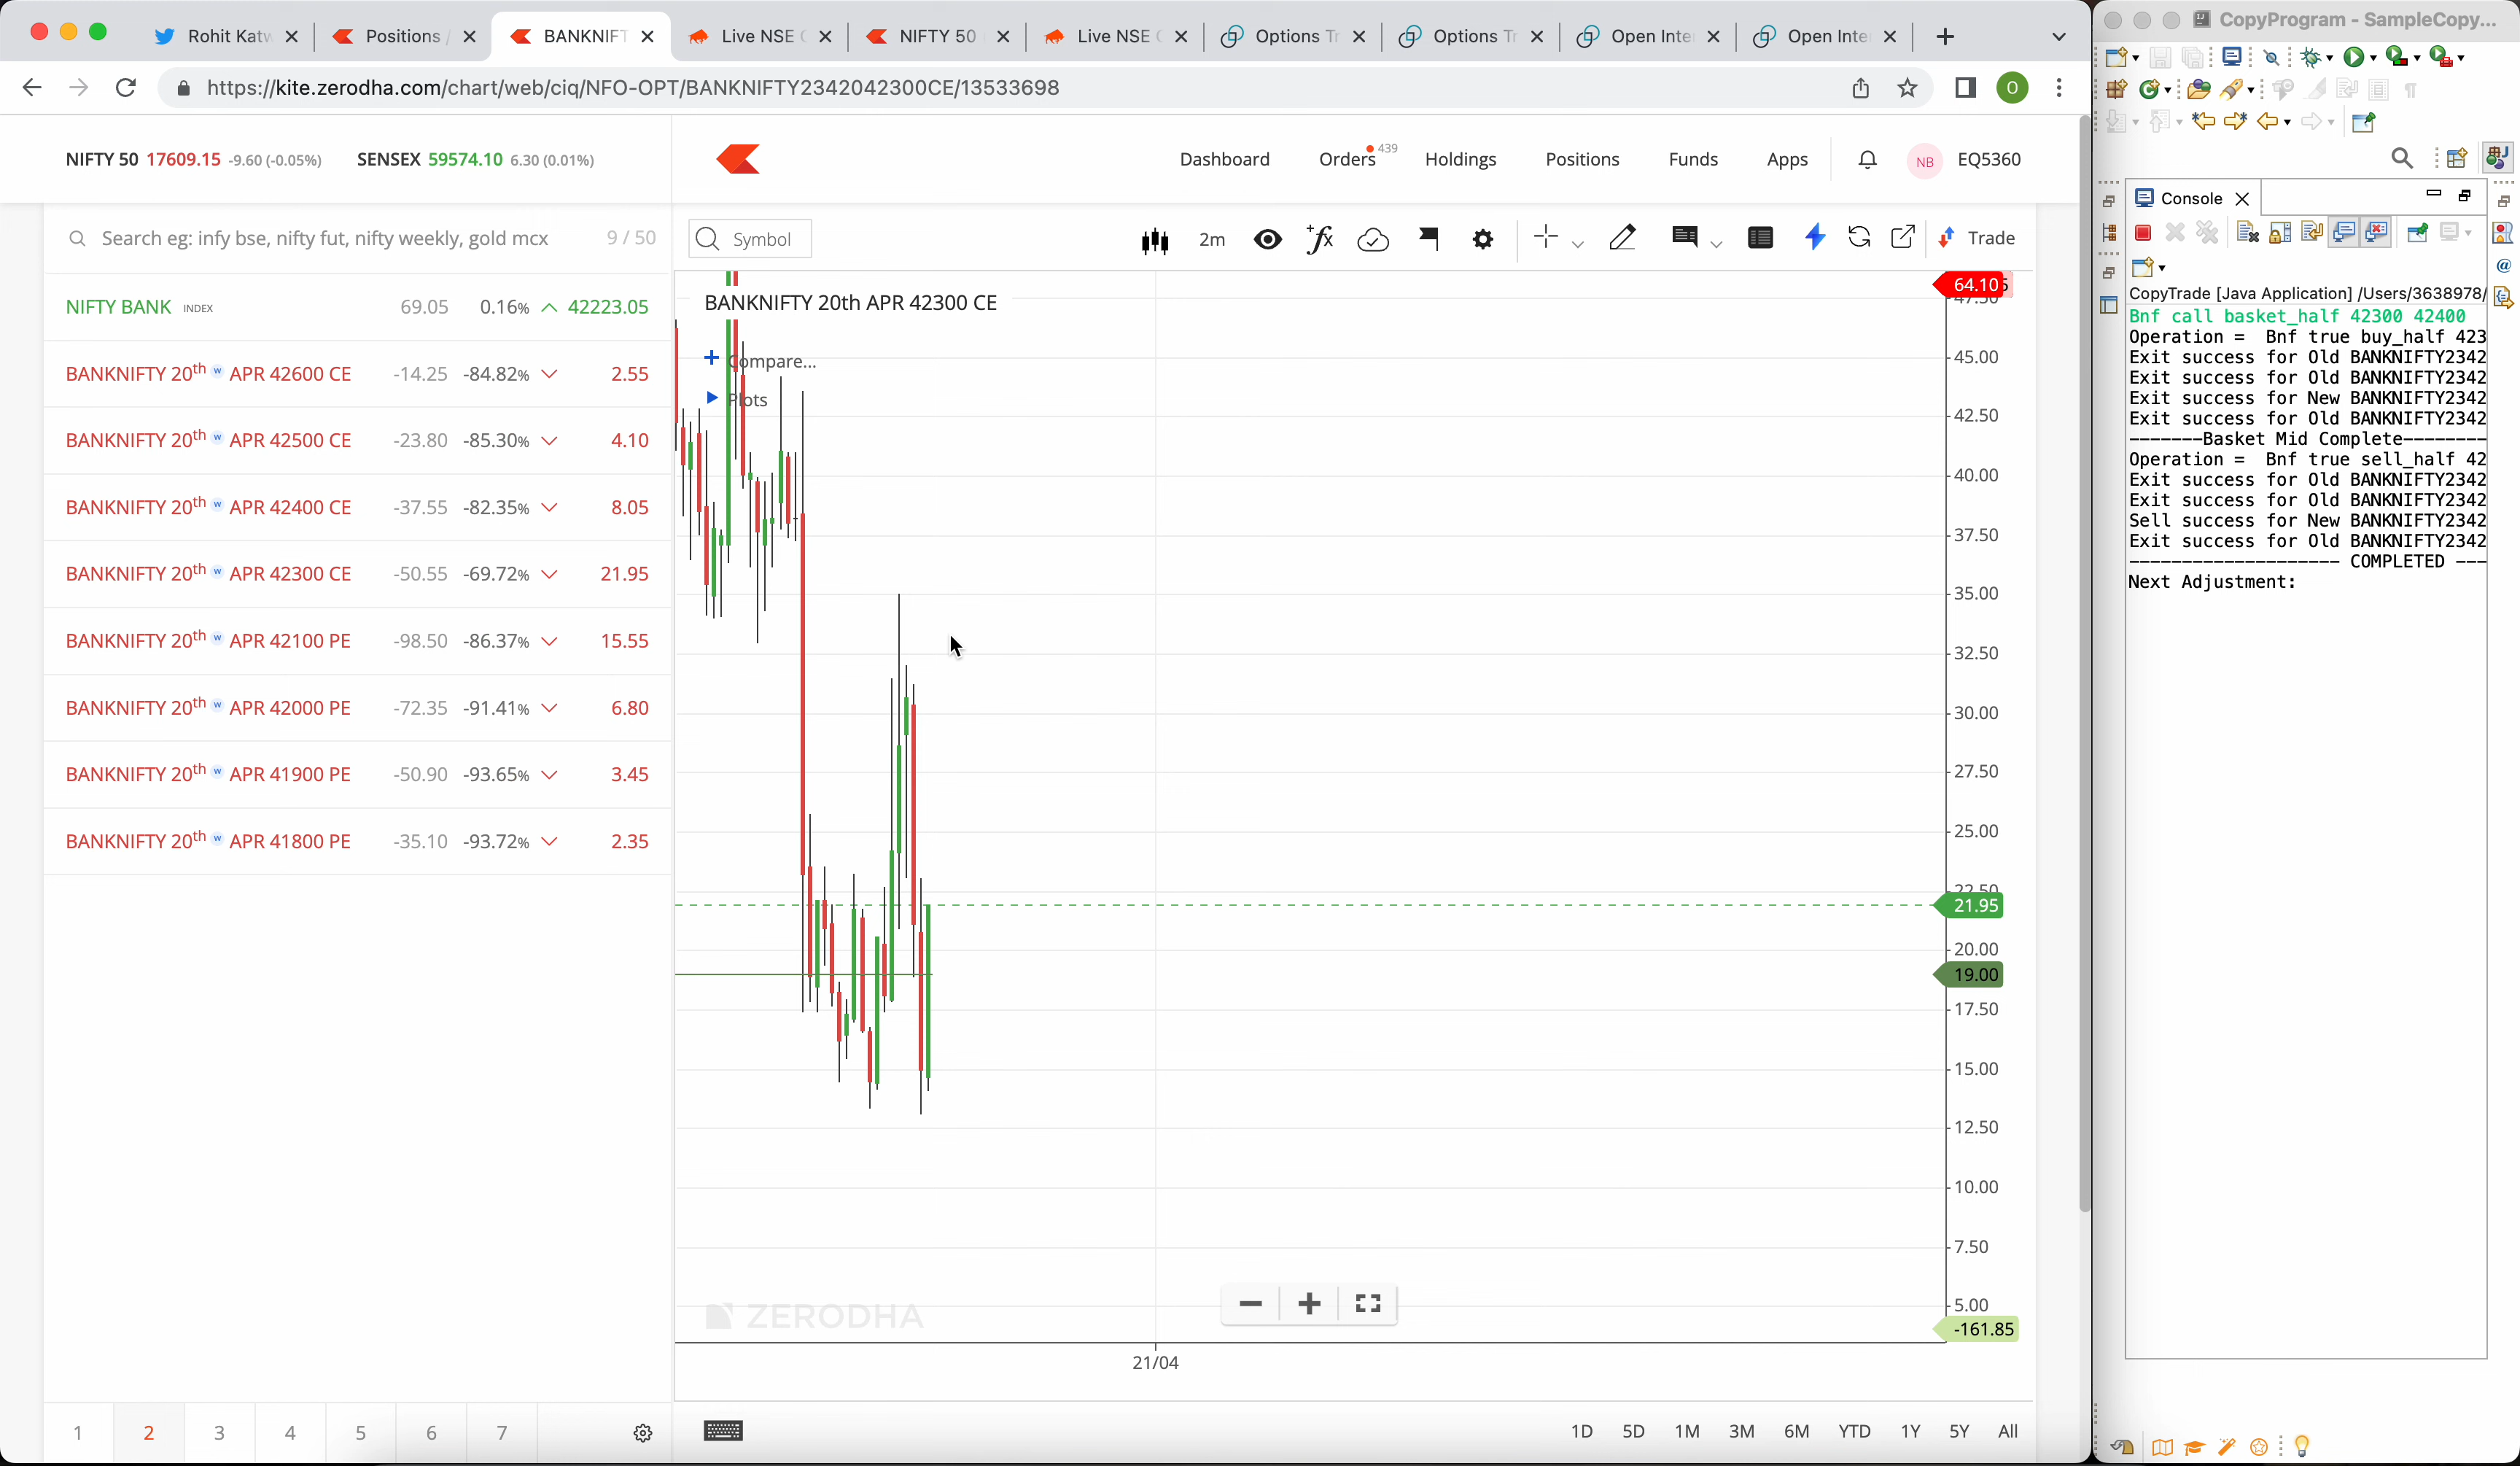 Rohit Katw
Positions /
BANKNIFT
Live NSE
NIFTY 50
Live NSE
Options Tr
Options Tr
Open Inte
Open Inte
CopyProgram - SampleCopy...
https://kite.zerodha.com/chart/web/ciq/NFO-OPT/BANKNIFTY2342042300CE/13533698
O
NIFTY 50 17609.15 -9.60 (-0.05%)
SENSEX 59574.10 6.30 (0.01%)
Dashboard
Orders 439
Holdings
Positions
Funds
Apps
NB
EQ5360
Search eg: infy bse, nifty fut, nifty weekly, gold mcx
9 / 50
NIFTY BANK INDEX 69.05 0.16% 42223.05
BANKNIFTY 20th w APR 42600 CE -14.25 -84.82% 2.55
BANKNIFTY 20th w APR 42500 CE -23.80 -85.30% 4.10
BANKNIFTY 20th w APR 42400 CE -37.55 -82.35% 8.05
BANKNIFTY 20th w APR 42300 CE -50.55 -69.72% 21.95
BANKNIFTY 20th w APR 42100 PE -98.50 -86.37% 15.55
BANKNIFTY 20th w APR 42000 PE -72.35 -91.41% 6.80
BANKNIFTY 20th w APR 41900 PE -50.90 -93.65% 3.45
BANKNIFTY 20th w APR 41800 PE -35.10 -93.72% 2.35
1 2 3 4 5 6 7
Symbol
2m
Trade
BANKNIFTY 20th APR 42300 CE
Compare...
Plots
64.10
47.50
45.00
42.50
40.00
37.50
35.00
32.50
30.00
27.50
25.00
22.50
21.95
20.00
19.00
17.50
15.00
12.50
10.00
7.50
5.00
-161.85
ZERODHA
21/04
1D 5D 1M 3M 6M YTD 1Y 5Y All
Console
CopyTrade [Java Application] /Users/3638978/
Bnf call basket_half 42300 42400
Operation = Bnf true buy_half 423
Exit success for Old BANKNIFTY2342
Exit success for Old BANKNIFTY2342
Exit success for New BANKNIFTY2342
Exit success for Old BANKNIFTY2342
-------Basket Mid Complete--------
Operation = Bnf true sell_half 42
Exit success for Old BANKNIFTY2342
Exit success for Old BANKNIFTY2342
Sell success for New BANKNIFTY2342
Exit success for Old BANKNIFTY2342
-------------------- COMPLETED ---
Next Adjustment: